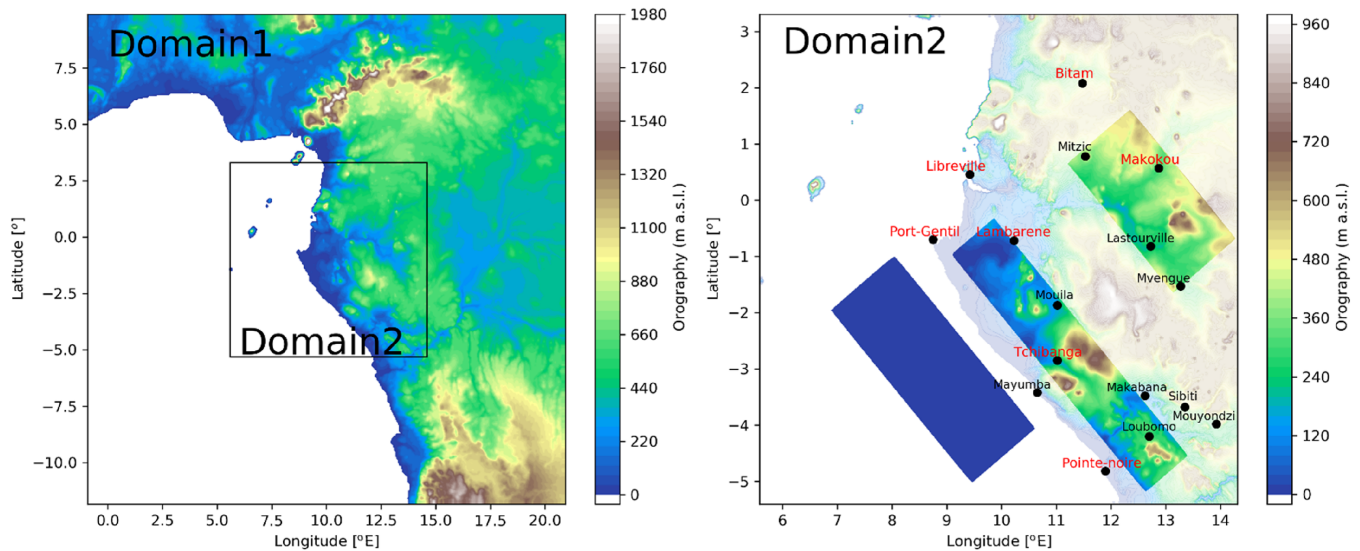 Domain1
7.5
5.0
2.5
0.0
−2.5
−5.0
−7.5
−10.0
Latitude [°]
0.0 2.5 5.0 7.5 10.0 12.5 15.0 17.5 20.0
Longitude [°E]
Domain2
1980
1760
1540
1320
1100
880
660
440
220
0
Orography (m a.s.l.)
Domain2
3
2
1
0
−1
−2
−3
−4
−5
Latitude [°]
6 7 8 9 10 11 12 13 14
Longitude [°E]
Bitam
Mitzic
Makokou
Libreville
Port-Gentil
Lambarene
Lastourville
Mvengue
Mouila
Tchibanga
Mayumba
Makabana
Sibiti
Mouyondzi
Loubomo
Pointe-noire
960
840
720
600
480
360
240
120
0
Orography (m a.s.l.)